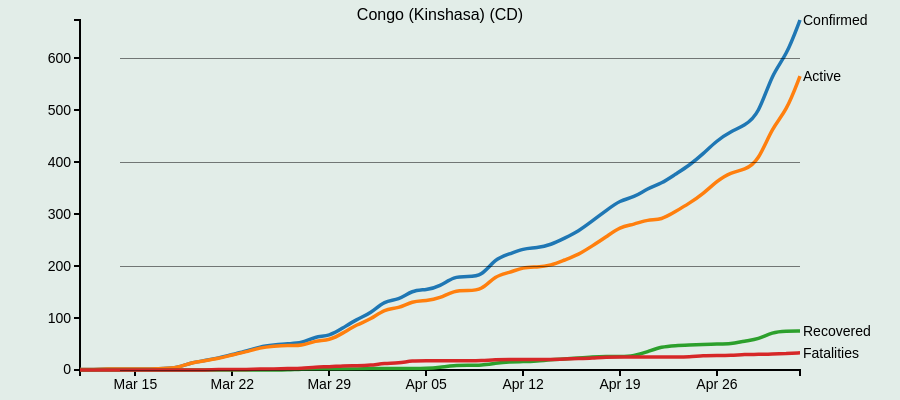 Congo (Kinshasa) (CD)
Confirmed
Active
600
500
400
300
200
100
0
Recovered
Fatalities
Mar 15 Mar 22 Mar 29 Apr 05 Apr 12 Apr 19 Apr 26